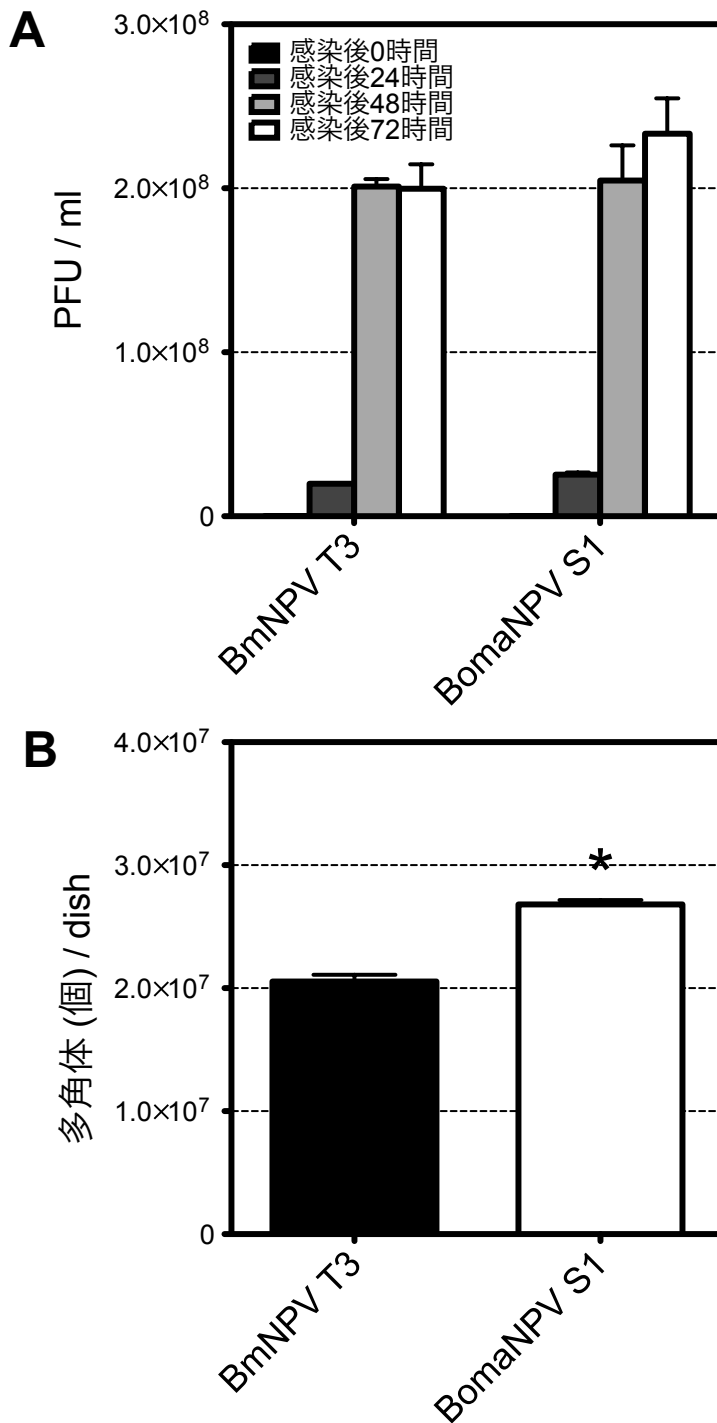 A
3.0×10⁸
感染後0時間
感染後24時間
感染後48時間
感染後72時間
2.0×10⁸
PFU / ml
1.0×10⁸
0
BmNPV T3
BomaNPV S1
B
4.0×10⁷
3.0×10⁷
*
多角体 (個) / dish
2.0×10⁷
1.0×10⁷
0
BmNPV T3
BomaNPV S1